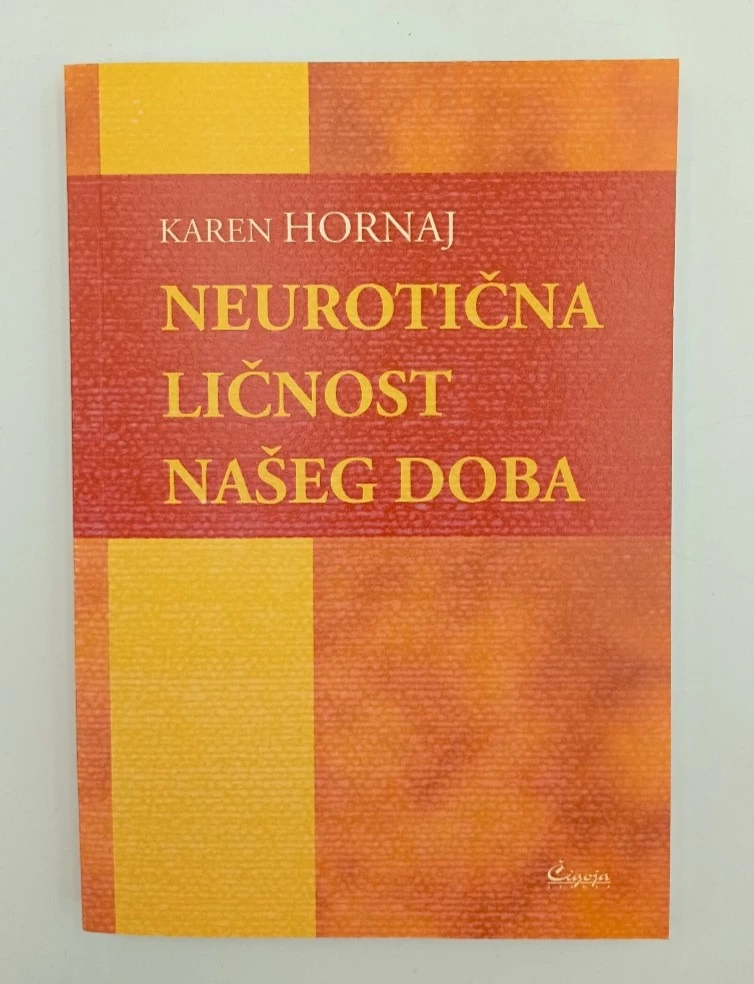 KAREN HORNAJ
NEUROTIČNA
LIČNOST
NAŠEG DOBA
Čigoja